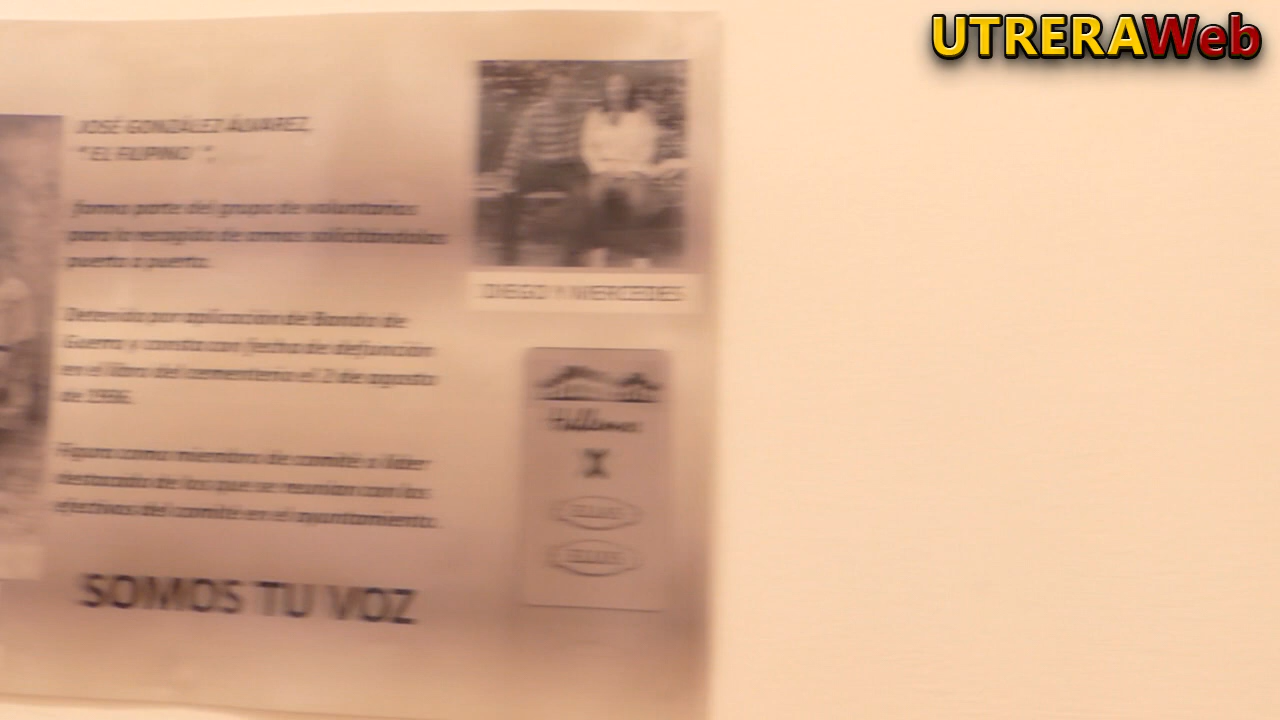 UTRERAWeb
JOSÉ GONZÁLEZ ÁLVAREZ,
"EL FILIPINO",
forma parte del grupo de voluntarios
para la recogida de armas solicitándolas
puerta a puerta.
Detenido por aplicación de Bando de
Guerra y consta con fecha de defunción
en el libro del cementerio el 2 de agosto
de 1936.
Figura como miembro de comité o líder
destacado de los que se reunían con los
efectivos del comité en el ayuntamiento.
SOMOS TU VOZ
DIEGO Y MERCEDES
X